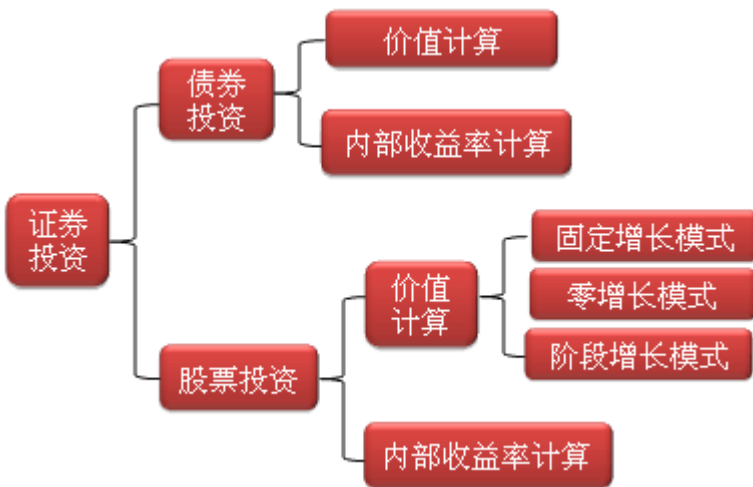 证券
投资
债券
投资
价值计算
内部收益率计算
股票投资
价值
计算
固定增长模式
零增长模式
阶段增长模式
内部收益率计算